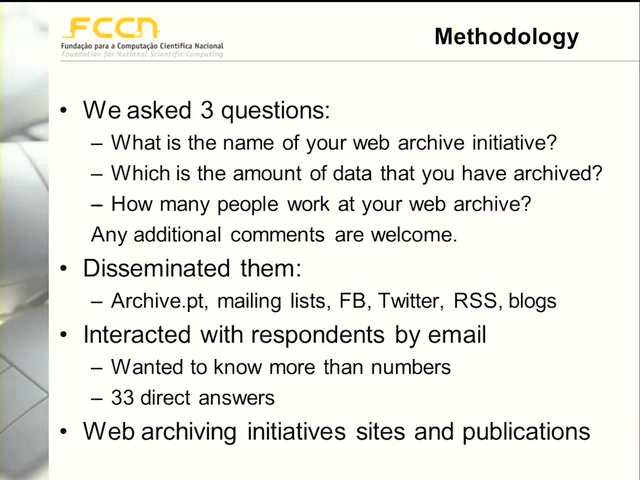 FCCN
Fundação para a Computação Científica Nacional
Foundation for National Scientific Computing
Methodology
• We asked 3 questions:
– What is the name of your web archive initiative?
– Which is the amount of data that you have archived?
– How many people work at your web archive?
Any additional comments are welcome.
• Disseminated them:
– Archive.pt, mailing lists, FB, Twitter, RSS, blogs
• Interacted with respondents by email
– Wanted to know more than numbers
– 33 direct answers
• Web archiving initiatives sites and publications